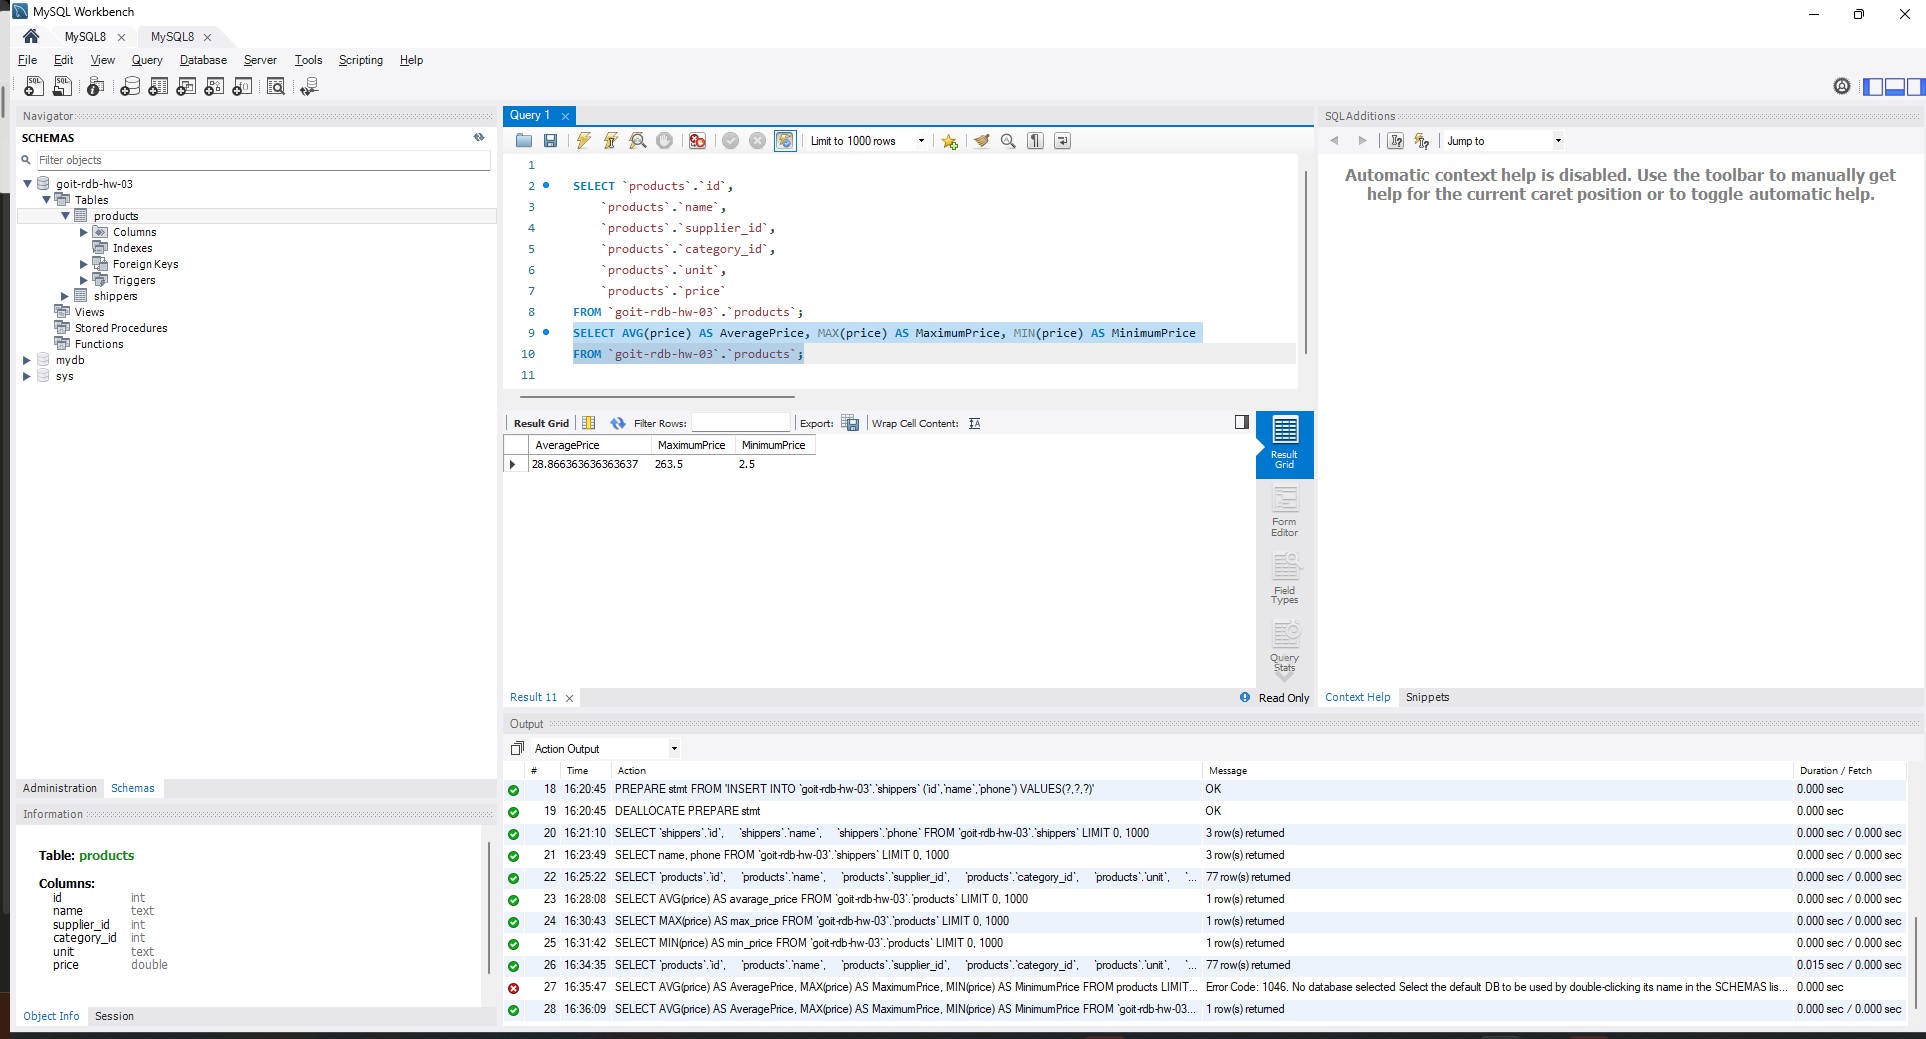 MySQL Workbench
MySQL8
MySQL8
File Edit View Query Database Server Tools Scripting Help
Navigator
SCHEMAS
Filter objects
goit-rdb-hw-03
Tables
products
Columns
Indexes
Foreign Keys
Triggers
shippers
Views
Stored Procedures
Functions
mydb
sys
Administration Schemas
Information
Table: products
Columns:
id int
name text
supplier_id int
category_id int
unit text
price double
Object Info Session
Query 1
Limit to 1000 rows
1
2 SELECT `products`.`id`,
3 `products`.`name`,
4 `products`.`supplier_id`,
5 `products`.`category_id`,
6 `products`.`unit`,
7 `products`.`price`
8 FROM `goit-rdb-hw-03`.`products`;
9 SELECT AVG(price) AS AveragePrice, MAX(price) AS MaximumPrice, MIN(price) AS MinimumPrice
10 FROM `goit-rdb-hw-03`.`products`;
11
Result Grid Filter Rows: Export: Wrap Cell Content:
AveragePrice MaximumPrice MinimumPrice
28.866363636363637 263.5 2.5
Result Grid
Form Editor
Field Types
Query Stats
Result 11
Read Only
SQLAdditions
Jump to
Automatic context help is disabled. Use the toolbar to manually get
help for the current caret position or to toggle automatic help.
Context Help Snippets
Output
Action Output
# Time Action Message Duration / Fetch
18 16:20:45 PREPARE stmt FROM 'INSERT INTO `goit-rdb-hw-03`.`shippers` (`id`,`name`,`phone`) VALUES(?,?,?)' OK 0.000 sec
19 16:20:45 DEALLOCATE PREPARE stmt OK 0.000 sec
20 16:21:10 SELECT `shippers`.`id`, `shippers`.`name`, `shippers`.`phone` FROM `goit-rdb-hw-03`.`shippers` LIMIT 0, 1000 3 row(s) returned 0.000 sec / 0.000 sec
21 16:23:49 SELECT name, phone FROM `goit-rdb-hw-03`.`shippers` LIMIT 0, 1000 3 row(s) returned 0.000 sec / 0.000 sec
22 16:25:22 SELECT `products`.`id`, `products`.`name`, `products`.`supplier_id`, `products`.`category_id`, `products`.`unit`, `... 77 row(s) returned 0.000 sec / 0.000 sec
23 16:28:08 SELECT AVG(price) AS avarage_price FROM `goit-rdb-hw-03`.`products` LIMIT 0, 1000 1 row(s) returned 0.000 sec / 0.000 sec
24 16:30:43 SELECT MAX(price) AS max_price FROM `goit-rdb-hw-03`.`products` LIMIT 0, 1000 1 row(s) returned 0.000 sec / 0.000 sec
25 16:31:42 SELECT MIN(price) AS min_price FROM `goit-rdb-hw-03`.`products` LIMIT 0, 1000 1 row(s) returned 0.000 sec / 0.000 sec
26 16:34:35 SELECT `products`.`id`, `products`.`name`, `products`.`supplier_id`, `products`.`category_id`, `products`.`unit`, `... 77 row(s) returned 0.015 sec / 0.000 sec
27 16:35:47 SELECT AVG(price) AS AveragePrice, MAX(price) AS MaximumPrice, MIN(price) AS MinimumPrice FROM products LIMIT... Error Code: 1046. No database selected Select the default DB to be used by double-clicking its name in the SCHEMAS lis... 0.000 sec
28 16:36:09 SELECT AVG(price) AS AveragePrice, MAX(price) AS MaximumPrice, MIN(price) AS MinimumPrice FROM `goit-rdb-hw-03... 1 row(s) returned 0.000 sec / 0.000 sec